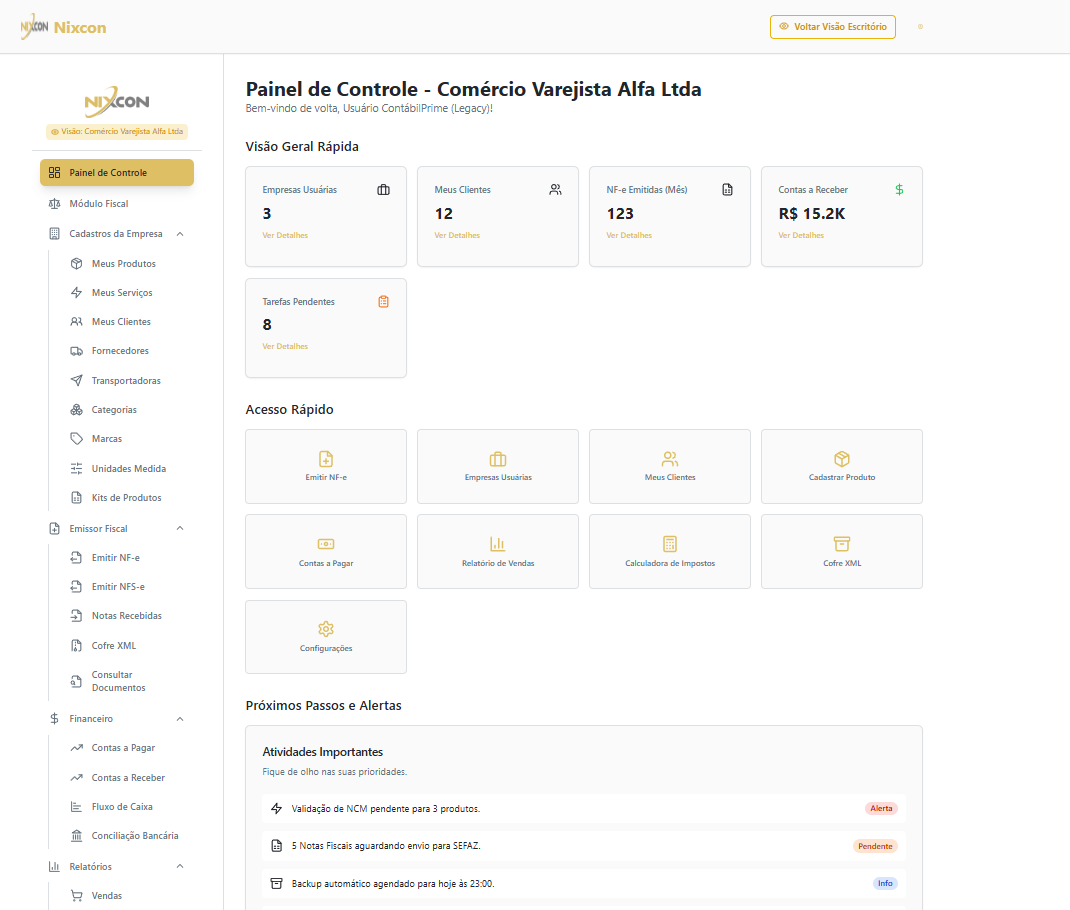 NIXCON Nixcon
Voltar Visão Escritório
NIXCON
Visão: Comércio Varejista Alfa Ltda
Painel de Controle
Módulo Fiscal
Cadastros da Empresa
Meus Produtos
Meus Serviços
Meus Clientes
Fornecedores
Transportadoras
Categorias
Marcas
Unidades Medida
Kits de Produtos
Emissor Fiscal
Emitir NF-e
Emitir NFS-e
Notas Recebidas
Cofre XML
Consultar
Documentos
Financeiro
Contas a Pagar
Contas a Receber
Fluxo de Caixa
Conciliação Bancária
Relatórios
Vendas
Painel de Controle - Comércio Varejista Alfa Ltda
Bem-vindo de volta, Usuário ContábilPrime (Legacy)!
Visão Geral Rápida
Empresas Usuárias
3
Ver Detalhes
Meus Clientes
12
Ver Detalhes
NF-e Emitidas (Mês)
123
Ver Detalhes
Contas a Receber
R$ 15.2K
Ver Detalhes
Tarefas Pendentes
8
Ver Detalhes
Acesso Rápido
Emitir NF-e
Empresas Usuárias
Meus Clientes
Cadastrar Produto
Contas a Pagar
Relatório de Vendas
Calculadora de Impostos
Cofre XML
Configurações
Próximos Passos e Alertas
Atividades Importantes
Fique de olho nas suas prioridades.
Validação de NCM pendente para 3 produtos.
Alerta
5 Notas Fiscais aguardando envio para SEFAZ.
Pendente
Backup automático agendado para hoje às 23:00.
Info